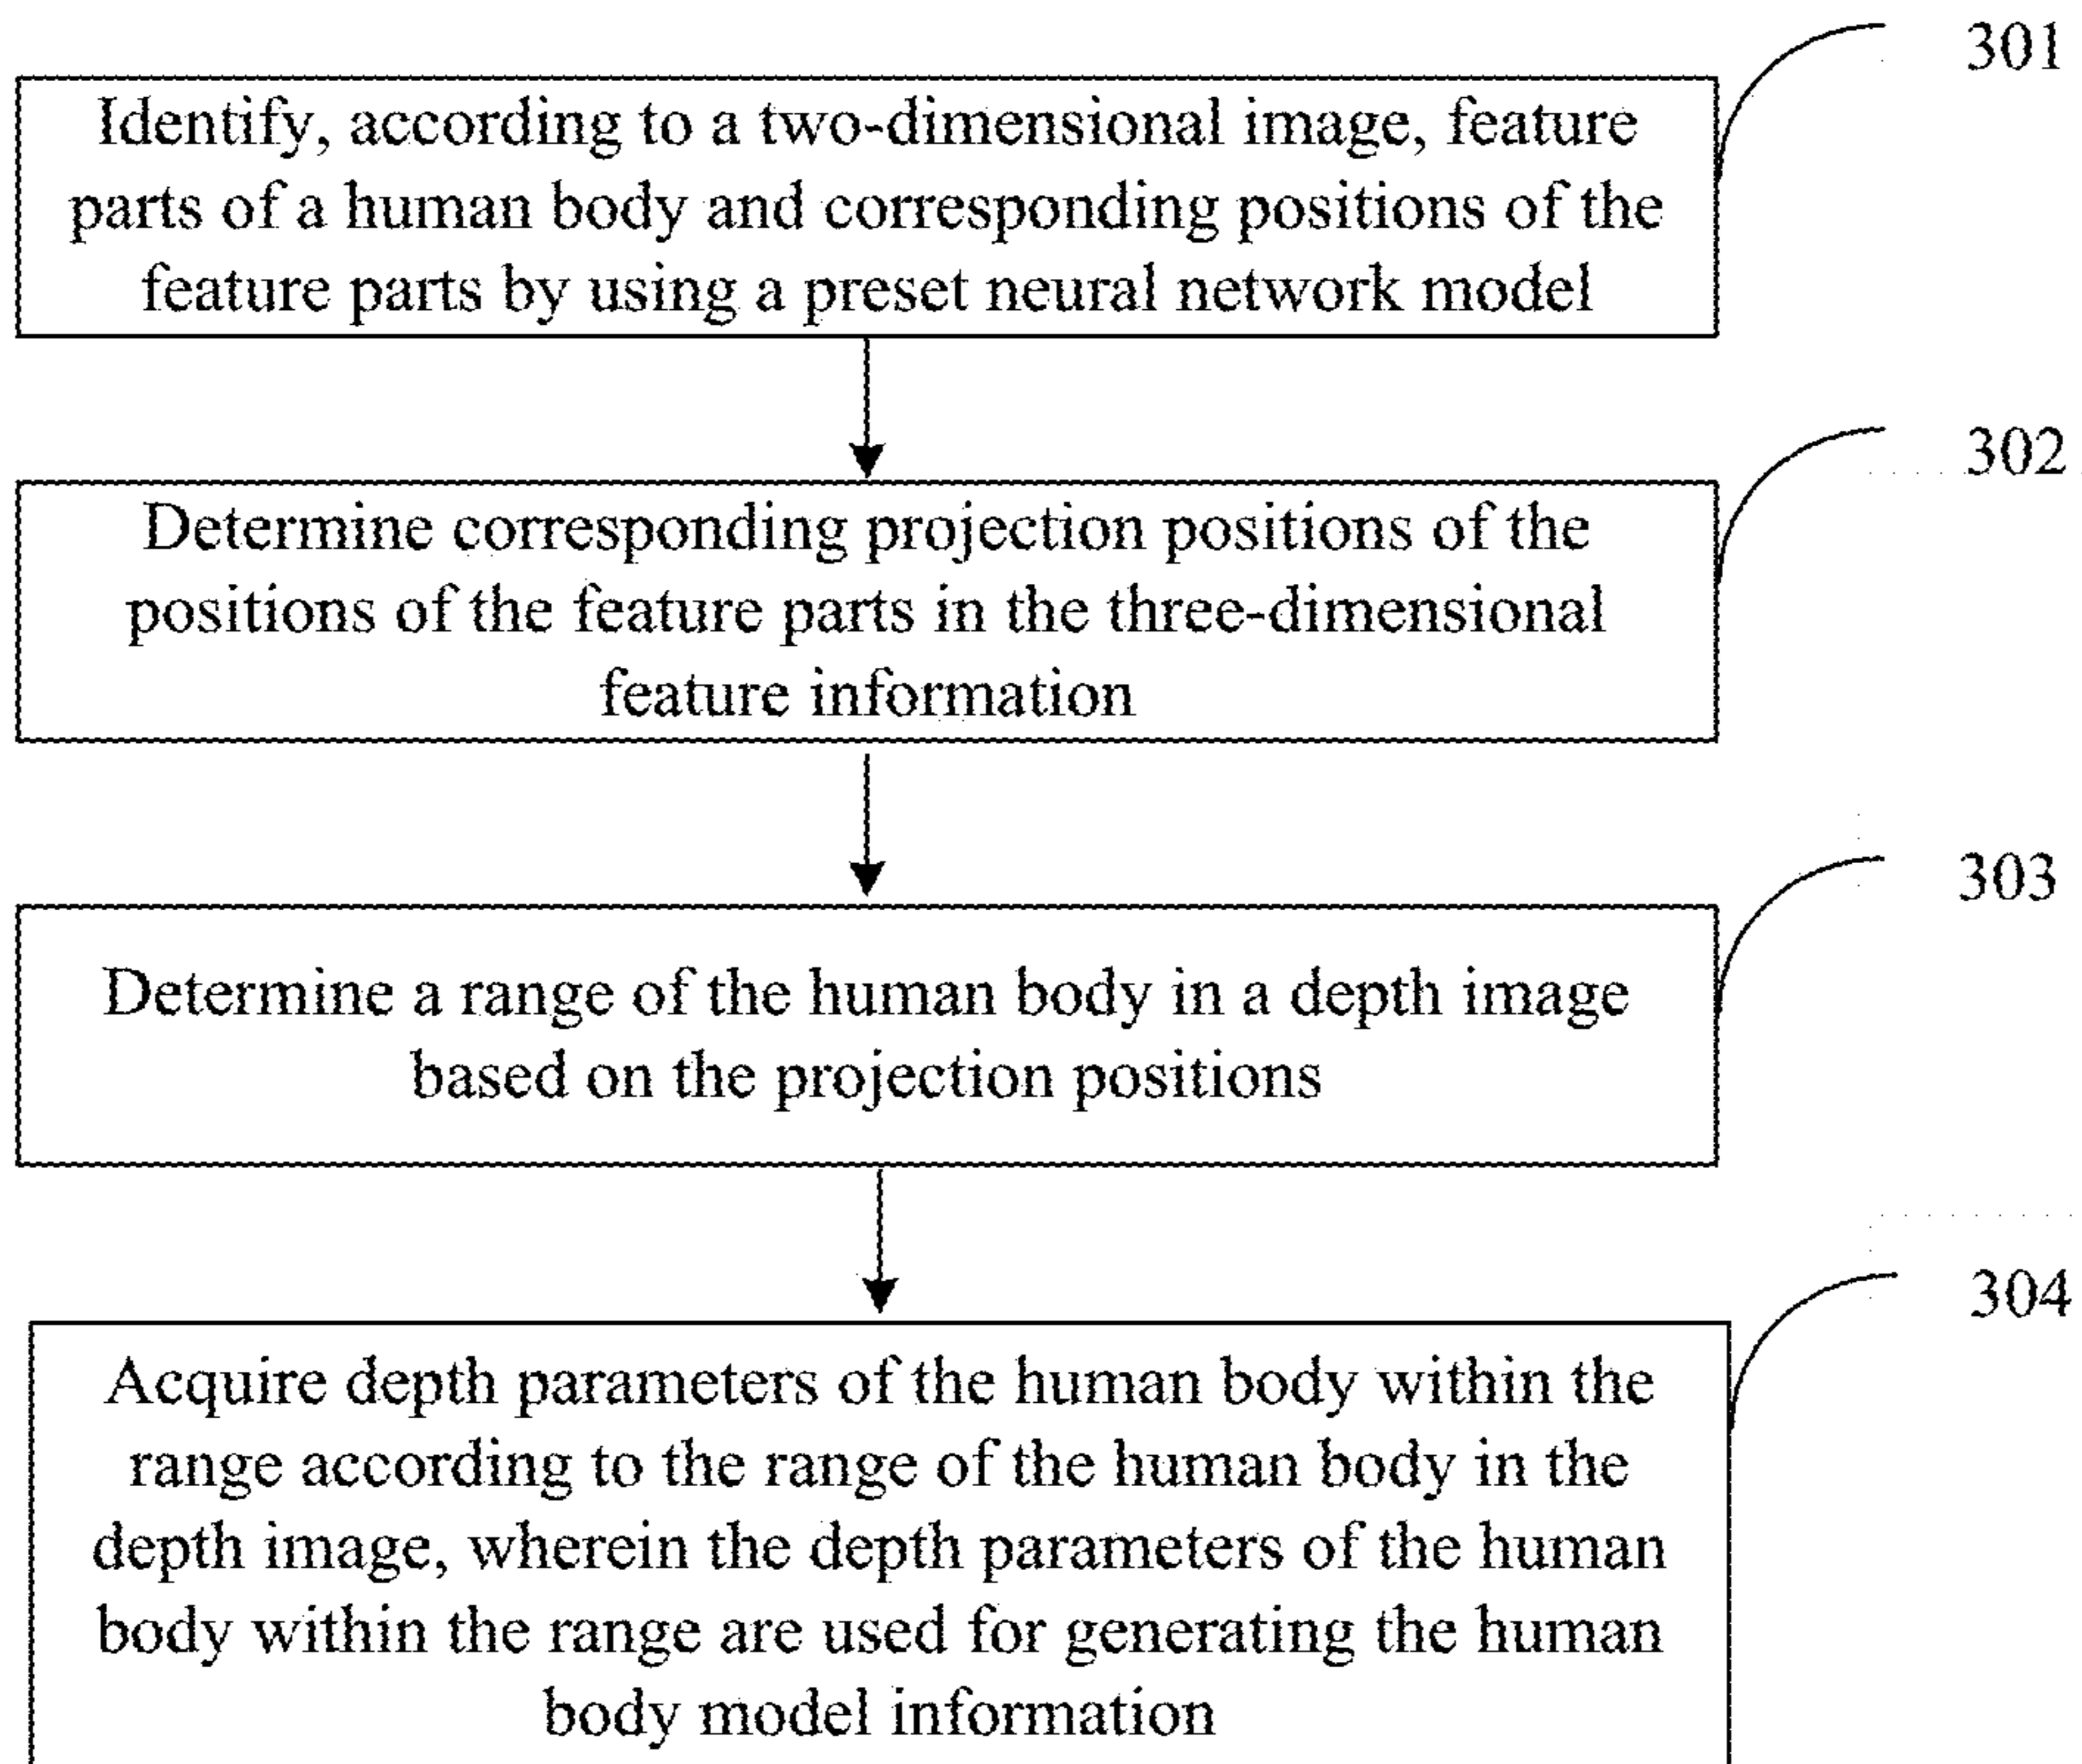 301
Identify, according to a two-dimensional image, feature
parts of a human body and corresponding positions of the
feature parts by using a preset neural network model
302
Determine corresponding projection positions of the
positions of the feature parts in the three-dimensional
feature information
303
Determine a range of the human body in a depth image
based on the projection positions
304
Acquire depth parameters of the human body within the
range according to the range of the human body in the
depth image, wherein the depth parameters of the human
body within the range are used for generating the human
body model information